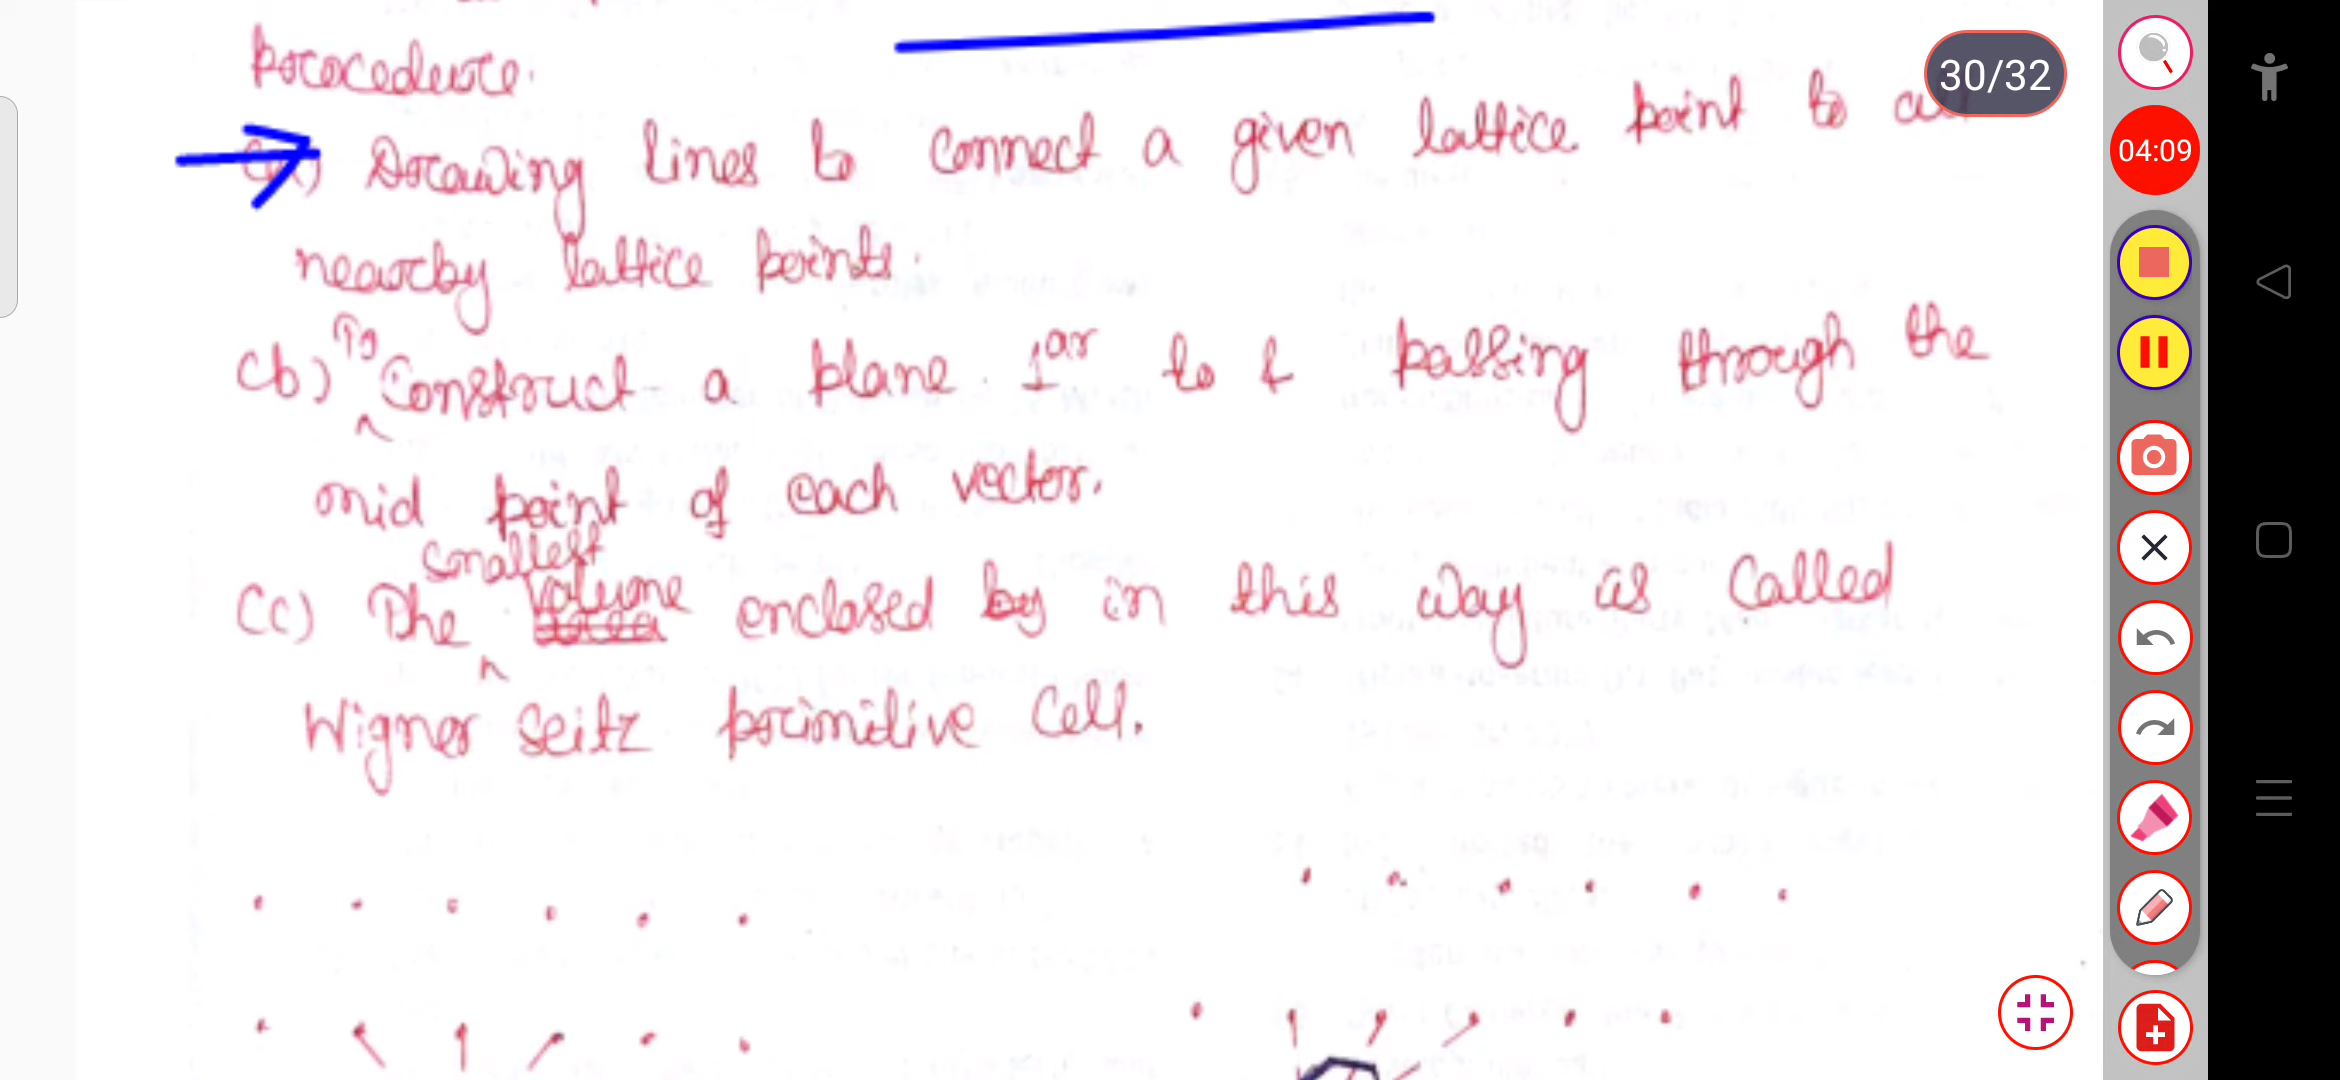 Procedure.
30/32
(a) Drawing lines to connect a given lattice point to all
04:09
nearby lattice points.
(b) To Construct a plane ⊥ar to & passing through the
mid point of each vector.
smallest
(c) The volume enclosed by in this way is called
Wigner Seitz primitive Cell.